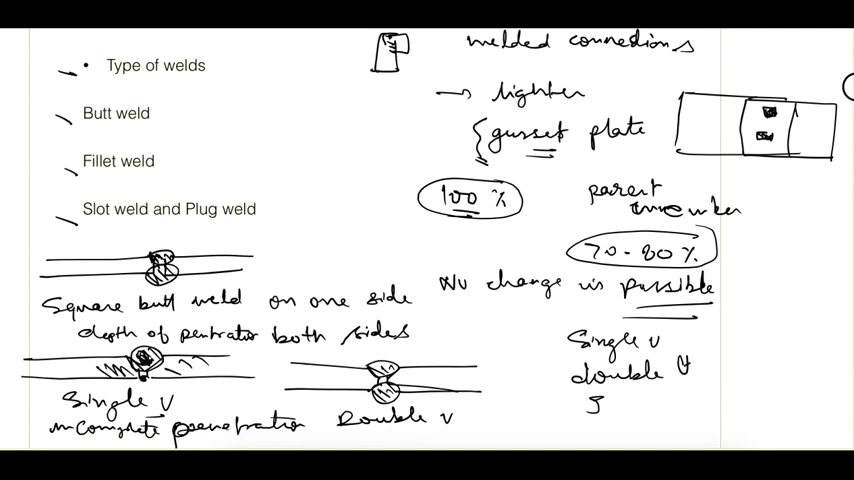 welded connections
• Type of welds
→ lighter
Butt weld
gusset plate
Fillet weld
100 %
parent
member
Slot weld and Plug weld
70-80 %
No change is possible
Square butt weld on one side
depth of pentratio both sides
Single v
double v
Single V
incomplete penetration
Double v